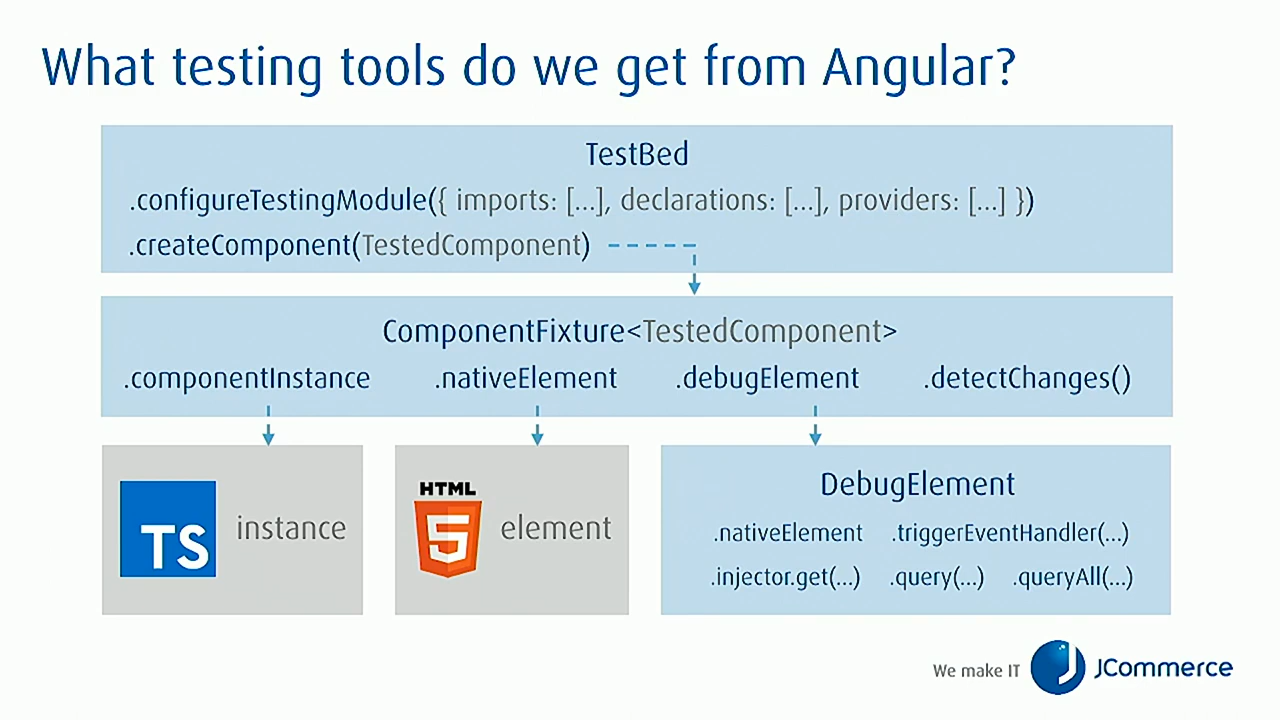 What testing tools do we get from Angular?
TestBed
.configureTestingModule({ imports: [...], declarations: [...], providers: [...] })
.createComponent(TestedComponent)
ComponentFixture<TestedComponent>
.componentInstance .nativeElement .debugElement .detectChanges()
TS instance
HTML
5 element
DebugElement
.nativeElement .triggerEventHandler(...)
.injector.get(...) .query(...) .queryAll(...)
We make IT JCommerce